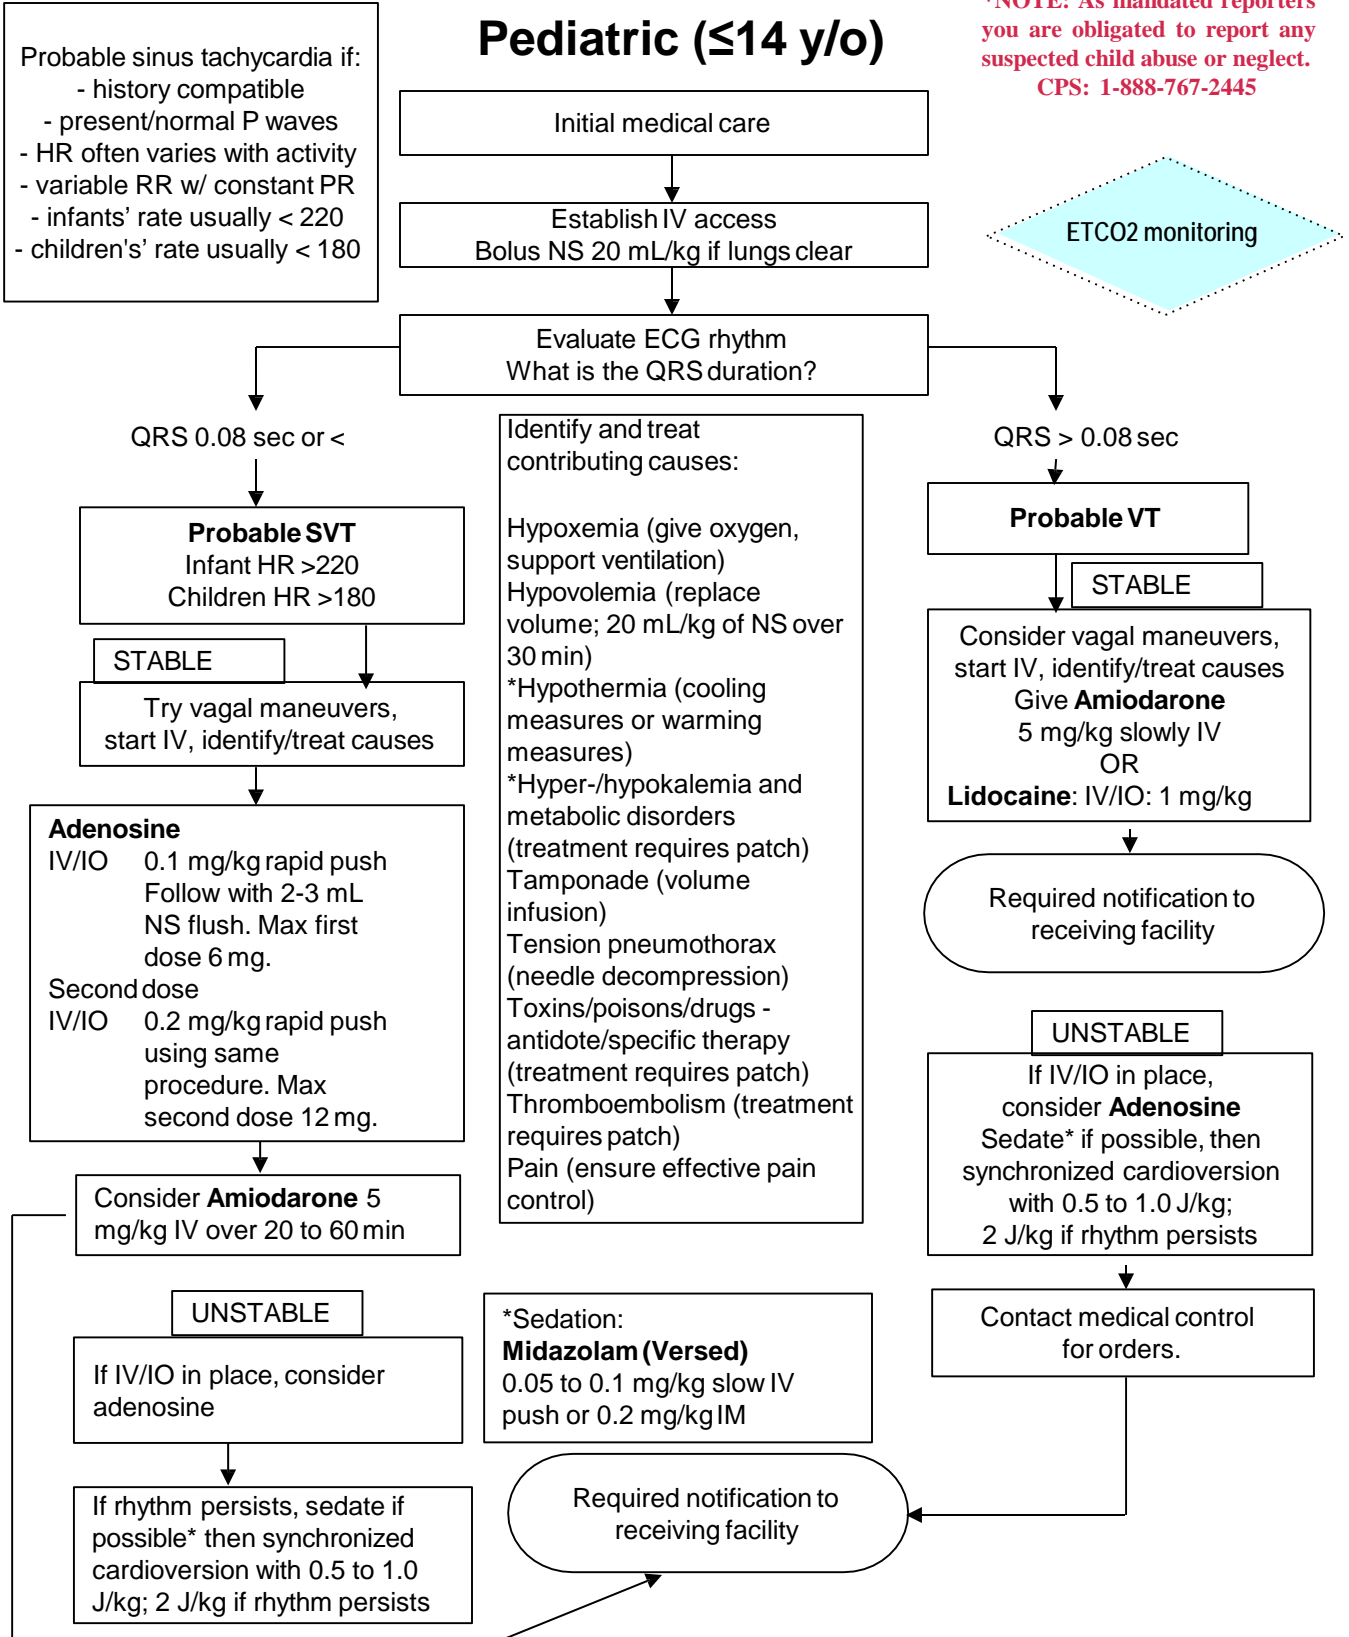 Pediatric (≤14 y/o)
*NOTE: As mandated reporters
you are obligated to report any
suspected child abuse or neglect.
CPS: 1-888-767-2445
Probable sinus tachycardia if:
- history compatible
- present/normal P waves
- HR often varies with activity
- variable RR w/ constant PR
- infants' rate usually < 220
- children's' rate usually < 180
Initial medical care
Establish IV access
Bolus NS 20 mL/kg if lungs clear
ETCO2 monitoring
Evaluate ECG rhythm
What is the QRS duration?
QRS 0.08 sec or <
Probable SVT
Infant HR >220
Children HR >180
STABLE
Try vagal maneuvers,
start IV, identify/treat causes
Adenosine
IV/IO 0.1 mg/kg rapid push
Follow with 2-3 mL
NS flush. Max first
dose 6 mg.
Second dose
IV/IO 0.2 mg/kg rapid push
using same
procedure. Max
second dose 12 mg.
Consider Amiodarone 5
mg/kg IV over 20 to 60 min
UNSTABLE
If IV/IO in place, consider
adenosine
If rhythm persists, sedate if
possible* then synchronized
cardioversion with 0.5 to 1.0
J/kg; 2 J/kg if rhythm persists
Identify and treat
contributing causes:
Hypoxemia (give oxygen,
support ventilation)
Hypovolemia (replace
volume; 20 mL/kg of NS over
30 min)
*Hypothermia (cooling
measures or warming
measures)
*Hyper-/hypokalemia and
metabolic disorders
(treatment requires patch)
Tamponade (volume
infusion)
Tension pneumothorax
(needle decompression)
Toxins/poisons/drugs -
antidote/specific therapy
(treatment requires patch)
Thromboembolism (treatment
requires patch)
Pain (ensure effective pain
control)
*Sedation:
Midazolam (Versed)
0.05 to 0.1 mg/kg slow IV
push or 0.2 mg/kg IM
QRS > 0.08 sec
Probable VT
STABLE
Consider vagal maneuvers,
start IV, identify/treat causes
Give Amiodarone
5 mg/kg slowly IV
OR
Lidocaine: IV/IO: 1 mg/kg
Required notification to
receiving facility
UNSTABLE
If IV/IO in place,
consider Adenosine
Sedate* if possible, then
synchronized cardioversion
with 0.5 to 1.0 J/kg;
2 J/kg if rhythm persists
Contact medical control
for orders.
Required notification to
receiving facility